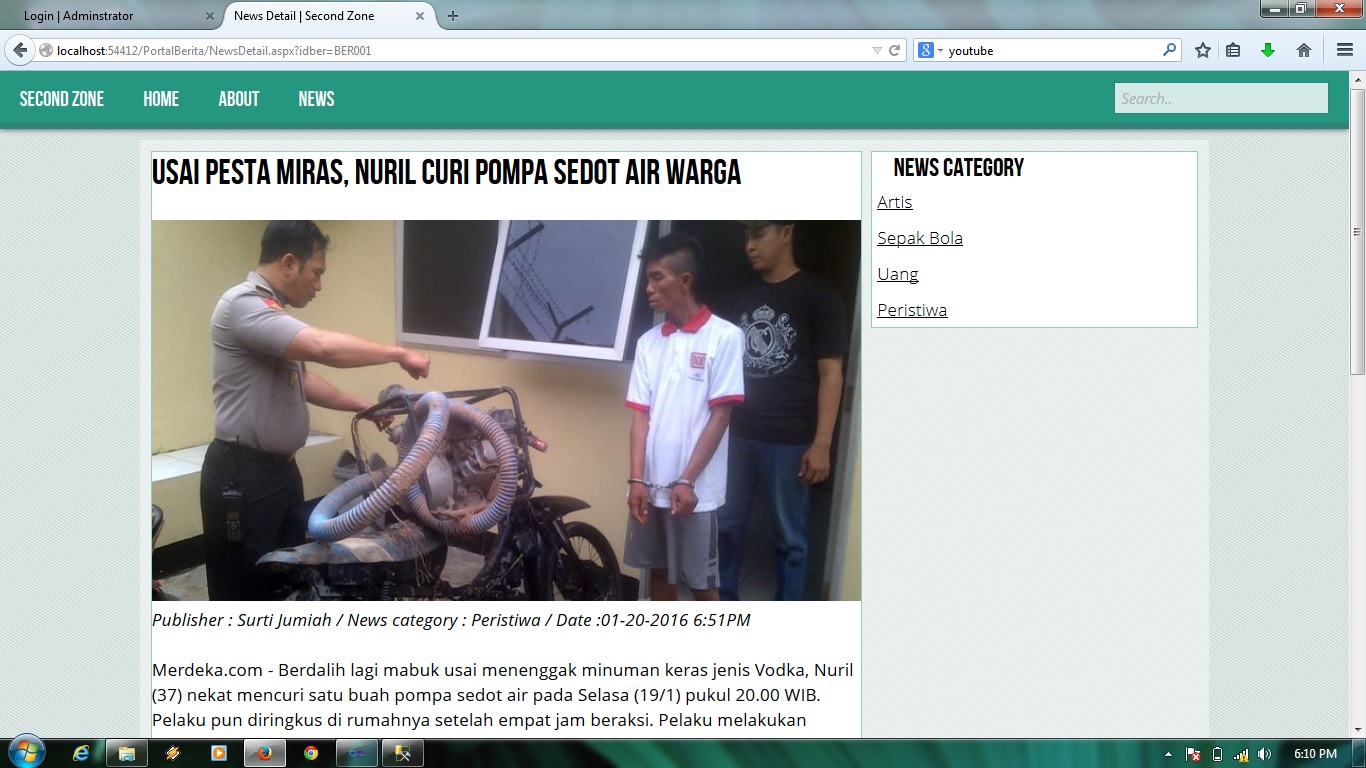 Login | Adminstrator
News Detail | Second Zone
localhost:54412/PortalBerita/NewsDetail.aspx?idber=BER001
youtube
SECOND ZONE
HOME
ABOUT
NEWS
Search..
USAI PESTA MIRAS, NURIL CURI POMPA SEDOT AIR WARGA
Publisher : Surti Jumiah / News category : Peristiwa / Date :01-20-2016 6:51PM
Merdeka.com - Berdalih lagi mabuk usai menenggak minuman keras jenis Vodka, Nuril
(37) nekat mencuri satu buah pompa sedot air pada Selasa (19/1) pukul 20.00 WIB.
Pelaku pun diringkus di rumahnya setelah empat jam beraksi. Pelaku melakukan
NEWS CATEGORY
Artis
Sepak Bola
Uang
Peristiwa
6:10 PM